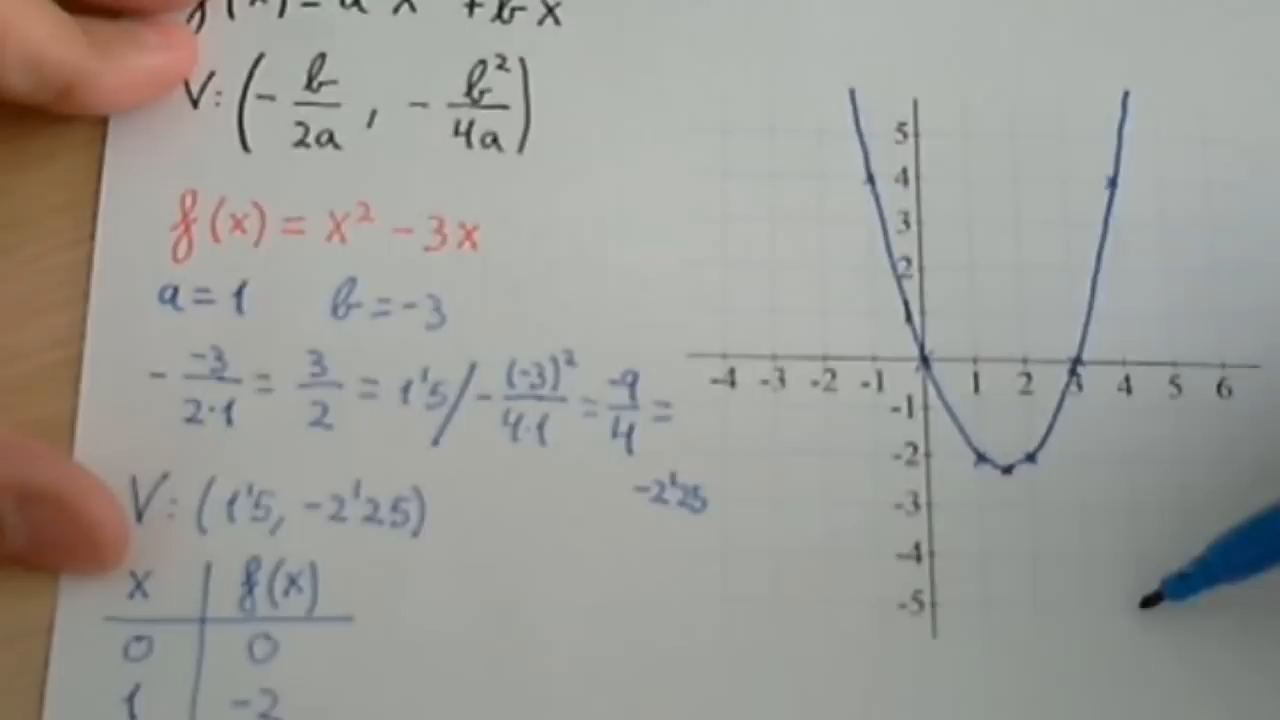 f(x) = a x² + bx
V: (- b/2a , - b²/4a)
f(x) = x² - 3x
a = 1 b = -3
- -3/2·1 = 3/2 = 1'5 / - (-3)²/4·1 = -9/4 =
-2'25
V: (1'5, -2'25)
x f(x)
0 0
1 -2
5
4
3
2
-4 -3 -2 -1 1 2 3 4 5 6
-1
-2
-3
-4
-5